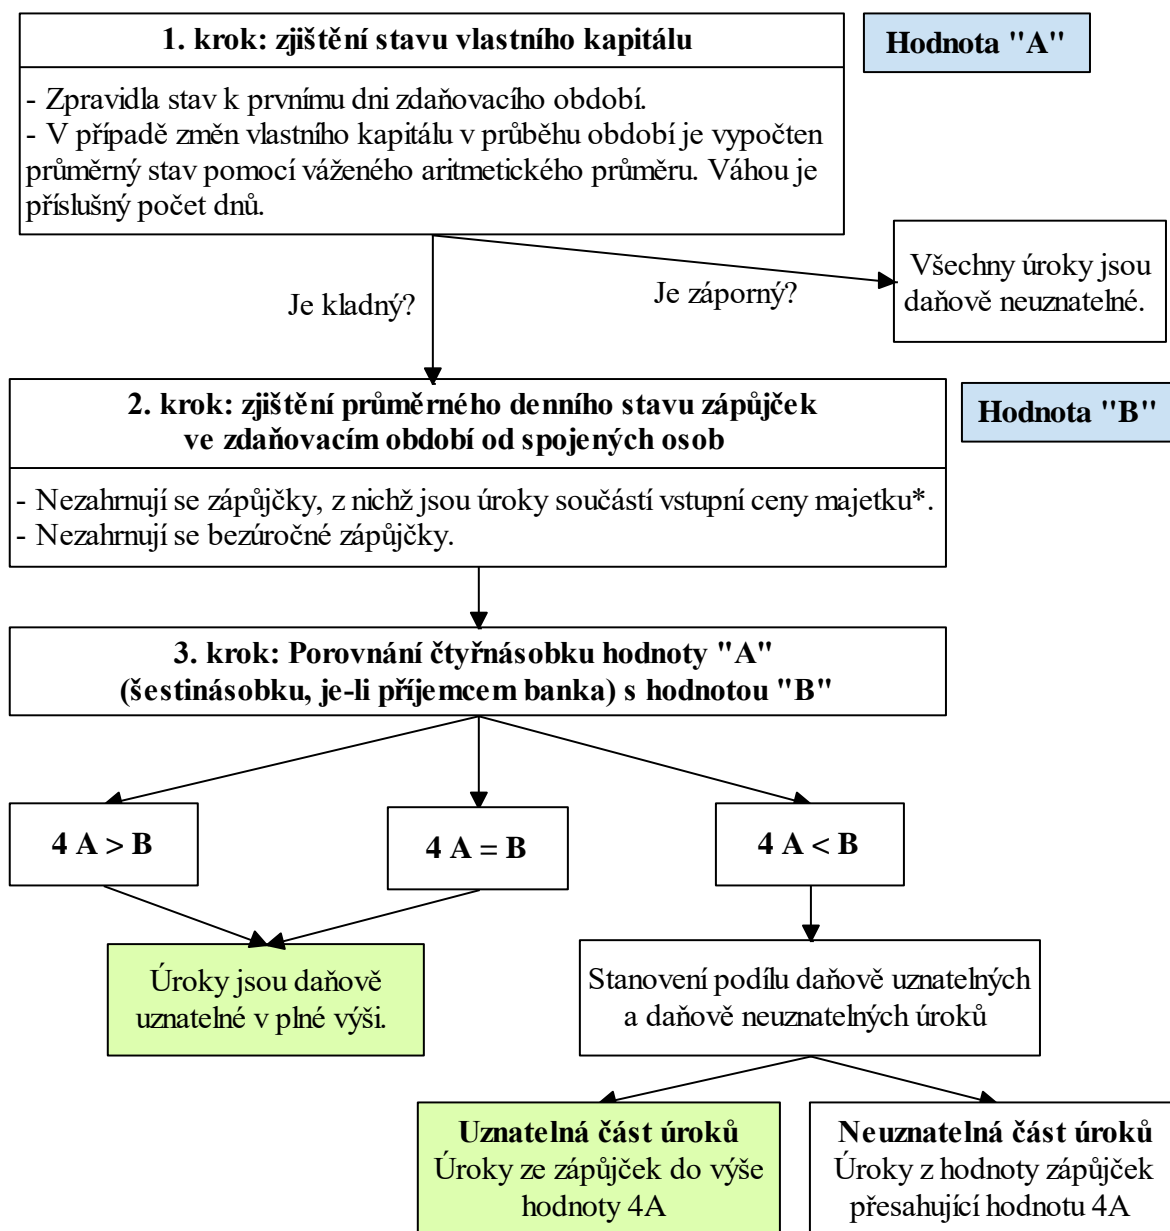 1. krok: zjištění stavu vlastního kapitálu
Hodnota "A"
- Zpravidla stav k prvnímu dni zdaňovacího období.
- V případě změn vlastního kapitálu v průběhu období je vypočten
průměrný stav pomocí váženého aritmetického průměru. Váhou je
příslušný počet dnů.
Všechny úroky jsou
daňově neuznatelné.
Je kladný?
Je záporný?
2. krok: zjištění průměrného denního stavu zápůjček
ve zdaňovacím období od spojených osob
Hodnota "B"
- Nezahrnují se zápůjčky, z nichž jsou úroky součástí vstupní ceny majetku*.
- Nezahrnují se bezúročné zápůjčky.
3. krok: Porovnání čtyřnásobku hodnoty "A"
(šestinásobku, je-li příjemcem banka) s hodnotou "B"
4 A > B
4 A = B
4 A < B
Úroky jsou daňově
uznatelné v plné výši.
Stanovení podílu daňově uznatelných
a daňově neuznatelných úroků
Uznatelná část úroků
Úroky ze zápůjček do výše
hodnoty 4A
Neuznatelná část úroků
Úroky z hodnoty zápůjček
přesahující hodnotu 4A